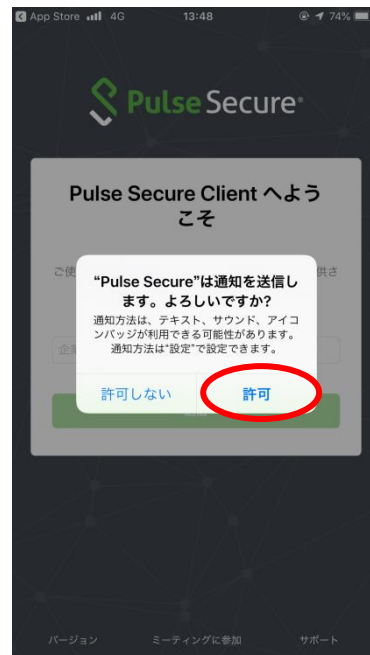 App Store 4G 13:48 74%
Pulse Secure
Pulse Secure Client へよう
こそ
ご使 供さ
“Pulse Secure”は通知を送信し
ます。よろしいですか?
通知方法は、テキスト、サウンド、アイコ
ンバッジが利用できる可能性があります。
通知方法は“設定”で設定できます。
許可しない 許可
バージョン ミーティングに参加 サポート